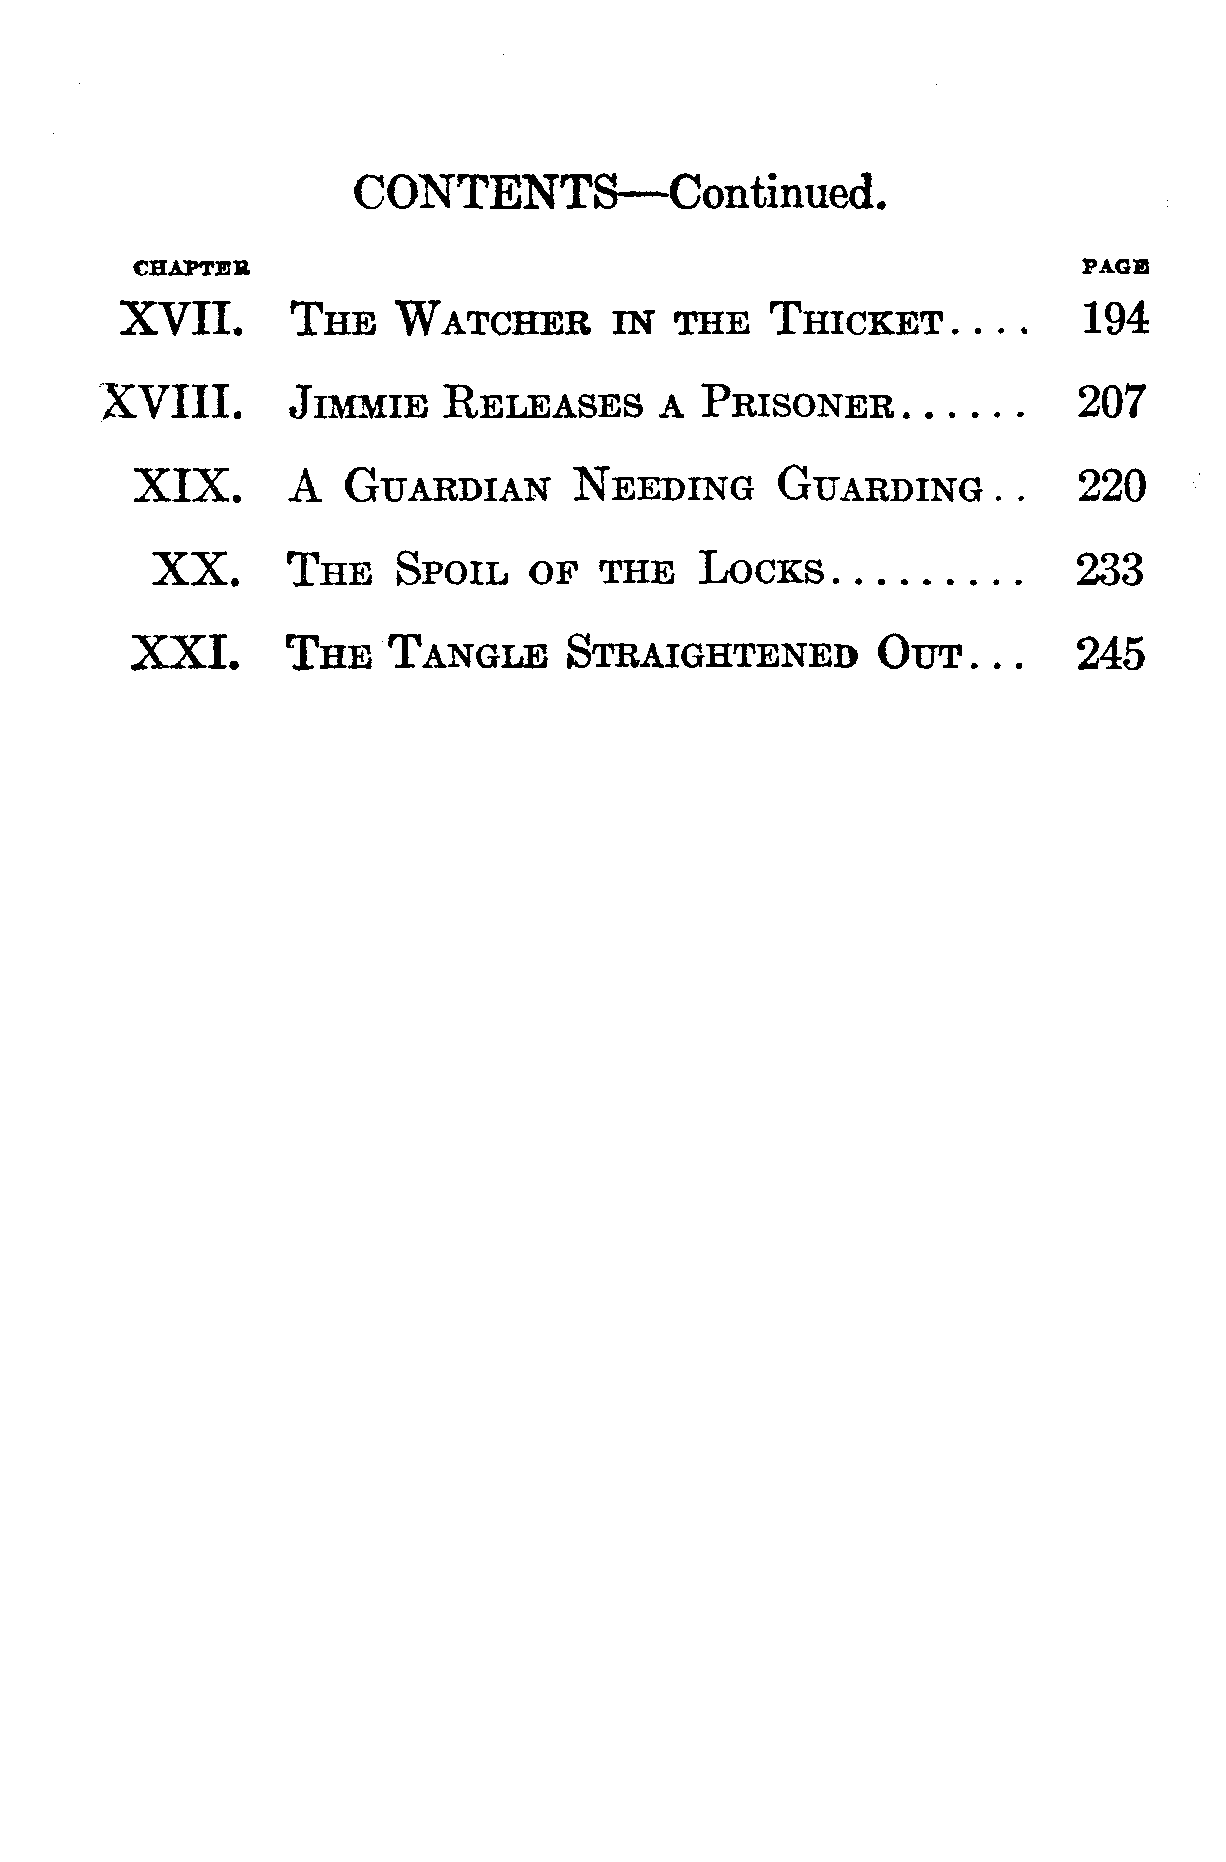 CONTENTS—Continued.
CHAPTER PAGE
XVII. The Watcher in the Thicket.... 194
XVIII. Jimmie Releases a Prisoner...... 207
XIX. A Guardian Needing Guarding.. 220
XX. The Spoil of the Locks......... 233
XXI. The Tangle Straightened Out... 245